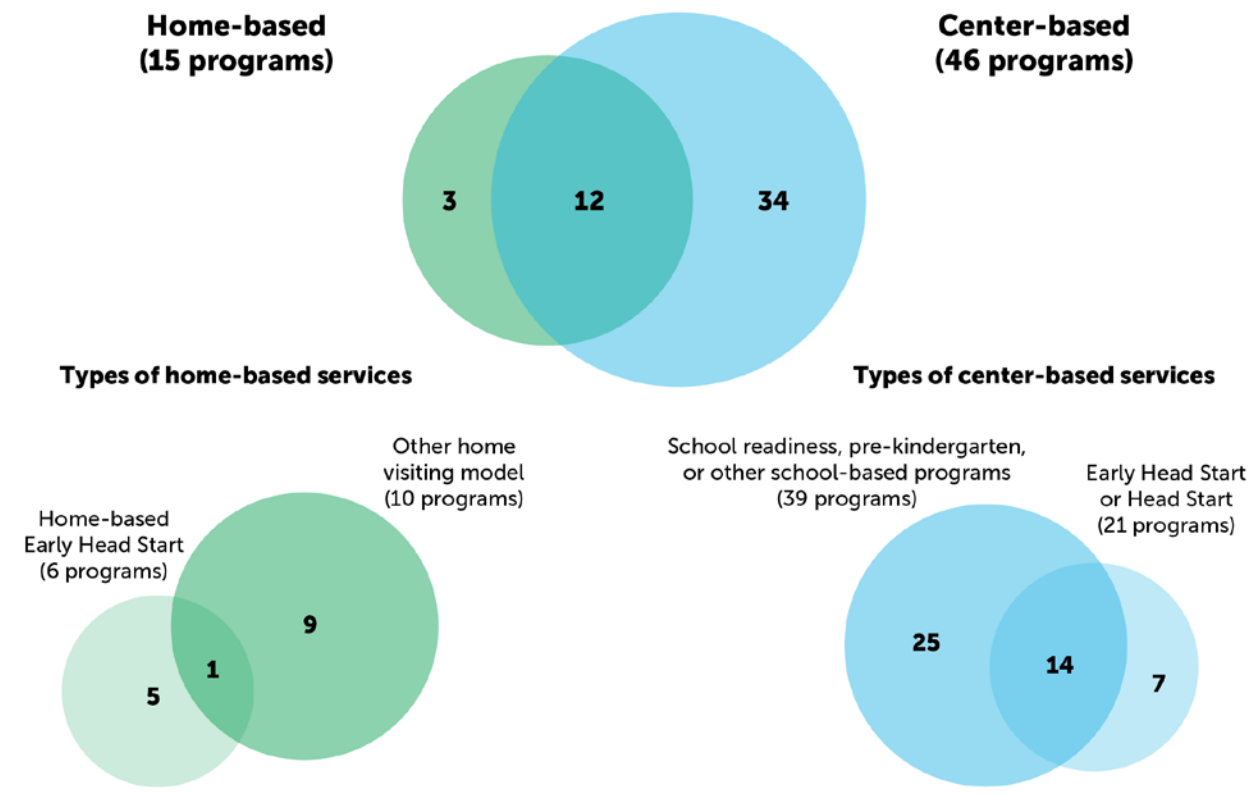 Home-based
(15 programs)
Center-based
(46 programs)
3
12
34
Types of home-based services
Types of center-based services
Other home
visiting model
(10 programs)
Home-based
Early Head Start
(6 programs)
9
1
5
School readiness, pre-kindergarten,
or other school-based programs
(39 programs)
Early Head Start
or Head Start
(21 programs)
25
14
7